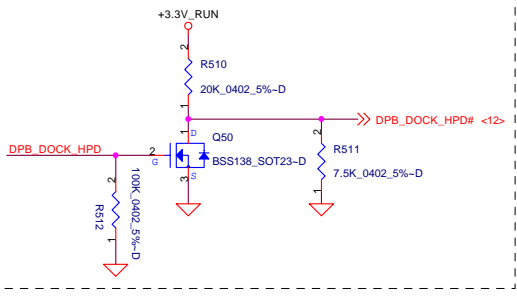 +3.3V_RUN
2
R510
20K_0402_5%~D
1
DPB_DOCK_HPD# <12>
1
D
Q50
2
DPB_DOCK_HPD
2
G
BSS138_SOT23~D
R511
7.5K_0402_5%~D
S
3
1
2
100K_0402_5%~D
R512
1